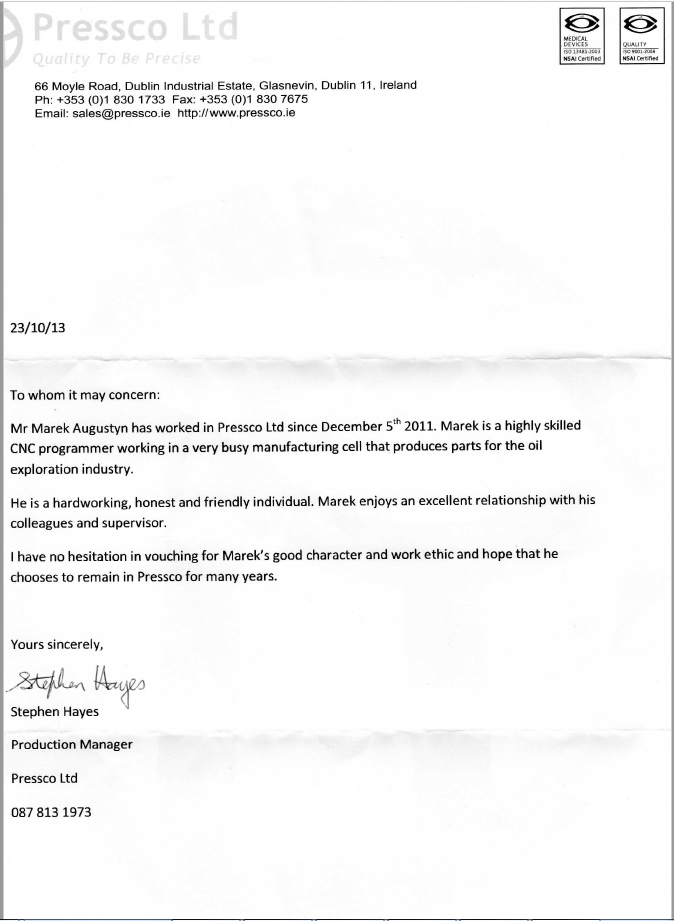 Pressco Ltd
Quality To Be Precise
MEDICAL
DEVICES
ISO 13485:2003
NSAI Certified
QUALITY
ISO 9001:2008
NSAI Certified
66 Moyle Road, Dublin Industrial Estate, Glasnevin, Dublin 11, Ireland
Ph: +353 (0)1 830 1733 Fax: +353 (0)1 830 7675
Email: sales@pressco.ie http://www.pressco.ie
23/10/13
To whom it may concern:
Mr Marek Augustyn has worked in Pressco Ltd since December 5th 2011. Marek is a highly skilled
CNC programmer working in a very busy manufacturing cell that produces parts for the oil
exploration industry.
He is a hardworking, honest and friendly individual. Marek enjoys an excellent relationship with his
colleagues and supervisor.
I have no hesitation in vouching for Marek's good character and work ethic and hope that he
chooses to remain in Pressco for many years.
Yours sincerely,
Stephen Hayes
Stephen Hayes
Production Manager
Pressco Ltd
087 813 1973